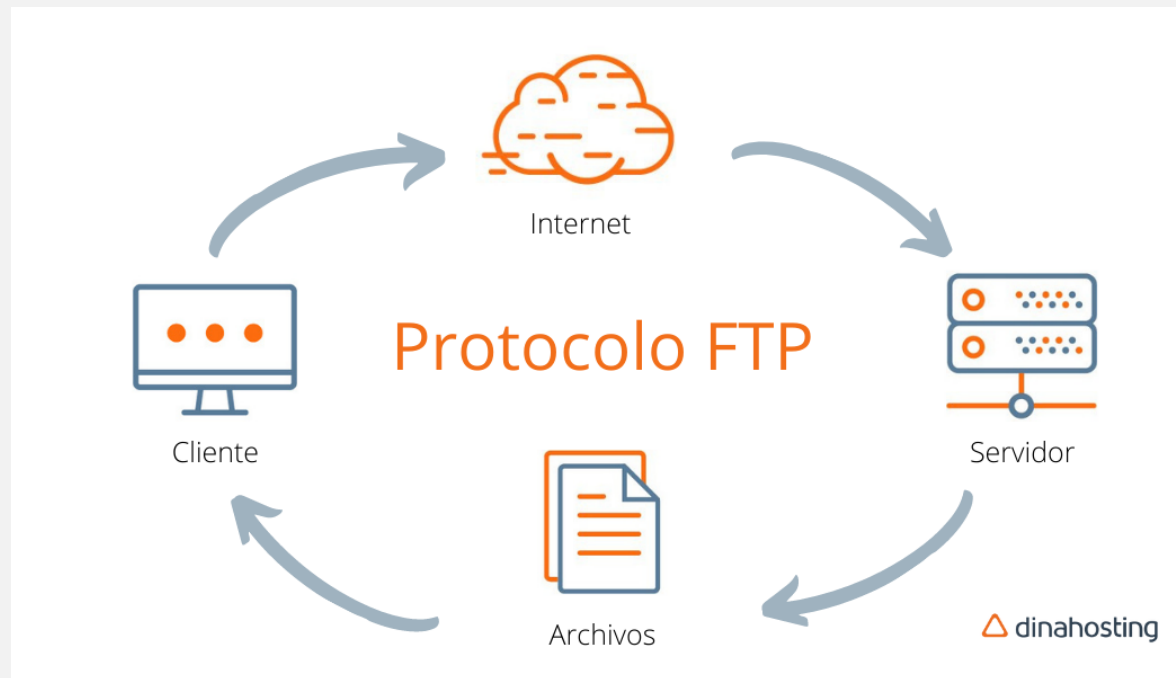 Internet
Protocolo FTP
Cliente
Servidor
Archivos
dinahosting